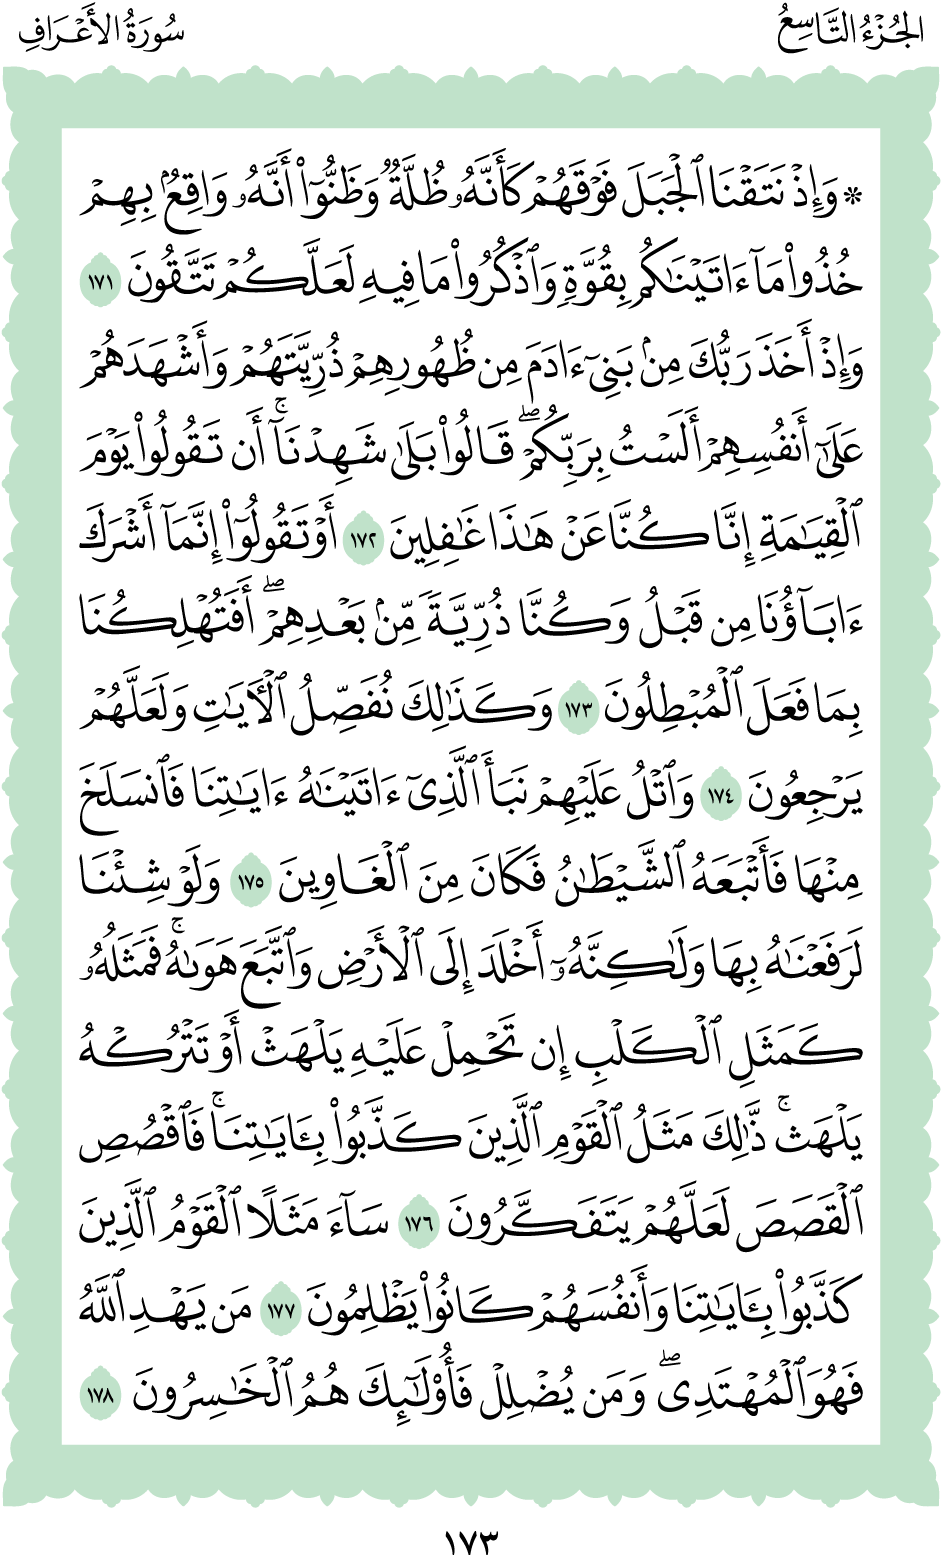 الجُزْءُ التَّاسِعُ
سُورَةُ الأَعْرَافِ
۞ وَإِذْ نَتَقْنَا ٱلْجَبَلَ فَوْقَهُمْ كَأَنَّهُۥ ظُلَّةٌ وَظَنُّوٓا۟ أَنَّهُۥ وَاقِعٌۢ بِهِمْ
خُذُوا۟ مَآ ءَاتَيْنَـٰكُم بِقُوَّةٍ وَٱذْكُرُوا۟ مَا فِيهِ لَعَلَّكُمْ تَتَّقُونَ ١٧١
وَإِذْ أَخَذَ رَبُّكَ مِنۢ بَنِىٓ ءَادَمَ مِن ظُهُورِهِمْ ذُرِّيَّتَهُمْ وَأَشْهَدَهُمْ
عَلَىٰٓ أَنفُسِهِمْ أَلَسْتُ بِرَبِّكُمْ ۖ قَالُوا۟ بَلَىٰ شَهِدْنَآ ۚ أَن تَقُولُوا۟ يَوْمَ
ٱلْقِيَـٰمَةِ إِنَّا كُنَّا عَنْ هَـٰذَا غَـٰفِلِينَ ١٧٢ أَوْ تَقُولُوٓا۟ إِنَّمَآ أَشْرَكَ
ءَابَآؤُنَا مِن قَبْلُ وَكُنَّا ذُرِّيَّةً مِّنۢ بَعْدِهِمْ ۖ أَفَتُهْلِكُنَا
بِمَا فَعَلَ ٱلْمُبْطِلُونَ ١٧٣ وَكَذَٰلِكَ نُفَصِّلُ ٱلْـَٔايَـٰتِ وَلَعَلَّهُمْ
يَرْجِعُونَ ١٧٤ وَٱتْلُ عَلَيْهِمْ نَبَأَ ٱلَّذِىٓ ءَاتَيْنَـٰهُ ءَايَـٰتِنَا فَٱنسَلَخَ
مِنْهَا فَأَتْبَعَهُ ٱلشَّيْطَـٰنُ فَكَانَ مِنَ ٱلْغَاوِينَ ١٧٥ وَلَوْ شِئْنَا
لَرَفَعْنَـٰهُ بِهَا وَلَـٰكِنَّهُۥٓ أَخْلَدَ إِلَى ٱلْأَرْضِ وَٱتَّبَعَ هَوَىٰهُ ۚ فَمَثَلُهُۥ
كَمَثَلِ ٱلْكَلْبِ إِن تَحْمِلْ عَلَيْهِ يَلْهَثْ أَوْ تَتْرُكْهُ
يَلْهَث ۚ ذَّٰلِكَ مَثَلُ ٱلْقَوْمِ ٱلَّذِينَ كَذَّبُوا۟ بِـَٔايَـٰتِنَا ۚ فَٱقْصُصِ
ٱلْقَصَصَ لَعَلَّهُمْ يَتَفَكَّرُونَ ١٧٦ سَآءَ مَثَلًا ٱلْقَوْمُ ٱلَّذِينَ
كَذَّبُوا۟ بِـَٔايَـٰتِنَا وَأَنفُسَهُمْ كَانُوا۟ يَظْلِمُونَ ١٧٧ مَن يَهْدِ ٱللَّهُ
فَهُوَ ٱلْمُهْتَدِى ۖ وَمَن يُضْلِلْ فَأُو۟لَـٰٓئِكَ هُمُ ٱلْخَـٰسِرُونَ ١٧٨
١٧٣